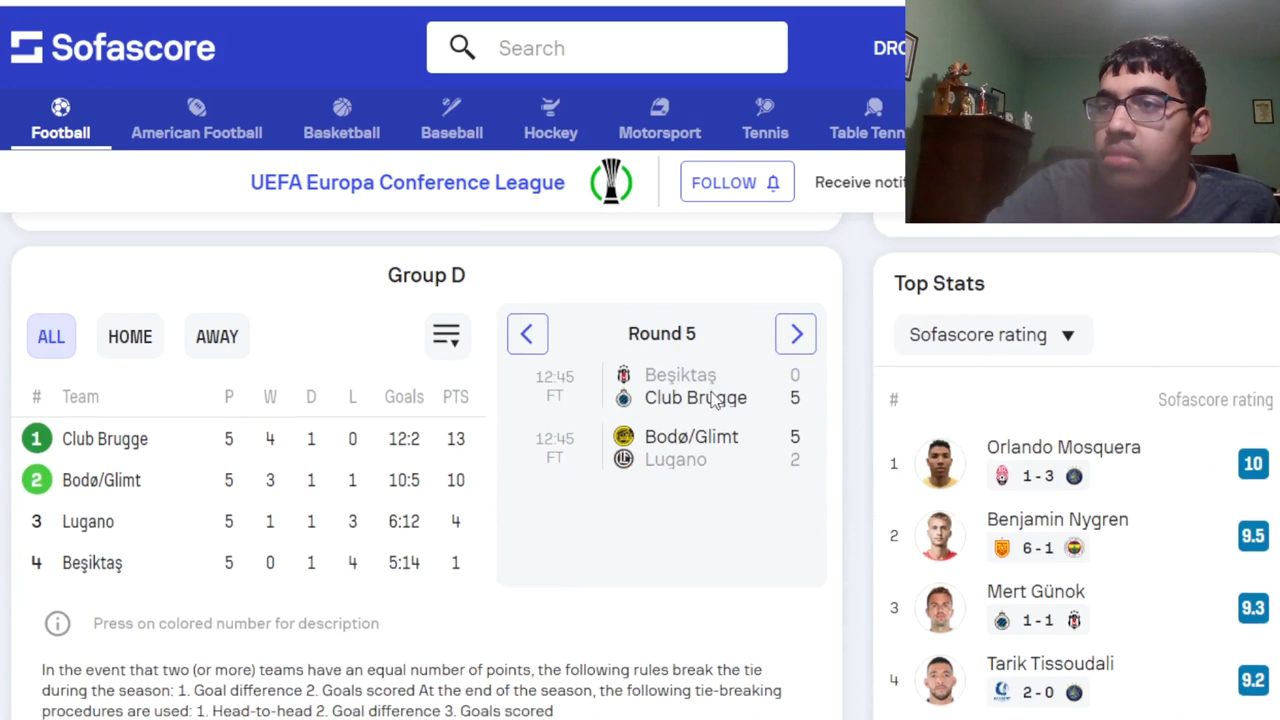 Sofascore
Search
DRO
Football
American Football
Basketball
Baseball
Hockey
Motorsport
Tennis
Table Tenn
UEFA Europa Conference League
FOLLOW
Receive notif
Group D
ALL
HOME
AWAY
# Team P W D L Goals PTS
1 Club Brugge 5 4 1 0 12:2 13
2 Bodø/Glimt 5 3 1 1 10:5 10
3 Lugano 5 1 1 3 6:12 4
4 Beşiktaş 5 0 1 4 5:14 1
Press on colored number for description
In the event that two (or more) teams have an equal number of points, the following rules break the tie
during the season: 1. Goal difference 2. Goals scored At the end of the season, the following tie-breaking
procedures are used: 1. Head-to-head 2. Goal difference 3. Goals scored
Round 5
12:45 Beşiktaş 0
FT Club Brugge 5
12:45 Bodø/Glimt 5
FT Lugano 2
Top Stats
Sofascore rating
# Sofascore rating
1 Orlando Mosquera 10
1 - 3
2 Benjamin Nygren 9.5
6 - 1
3 Mert Günok 9.3
1 - 1
4 Tarik Tissoudali 9.2
2 - 0